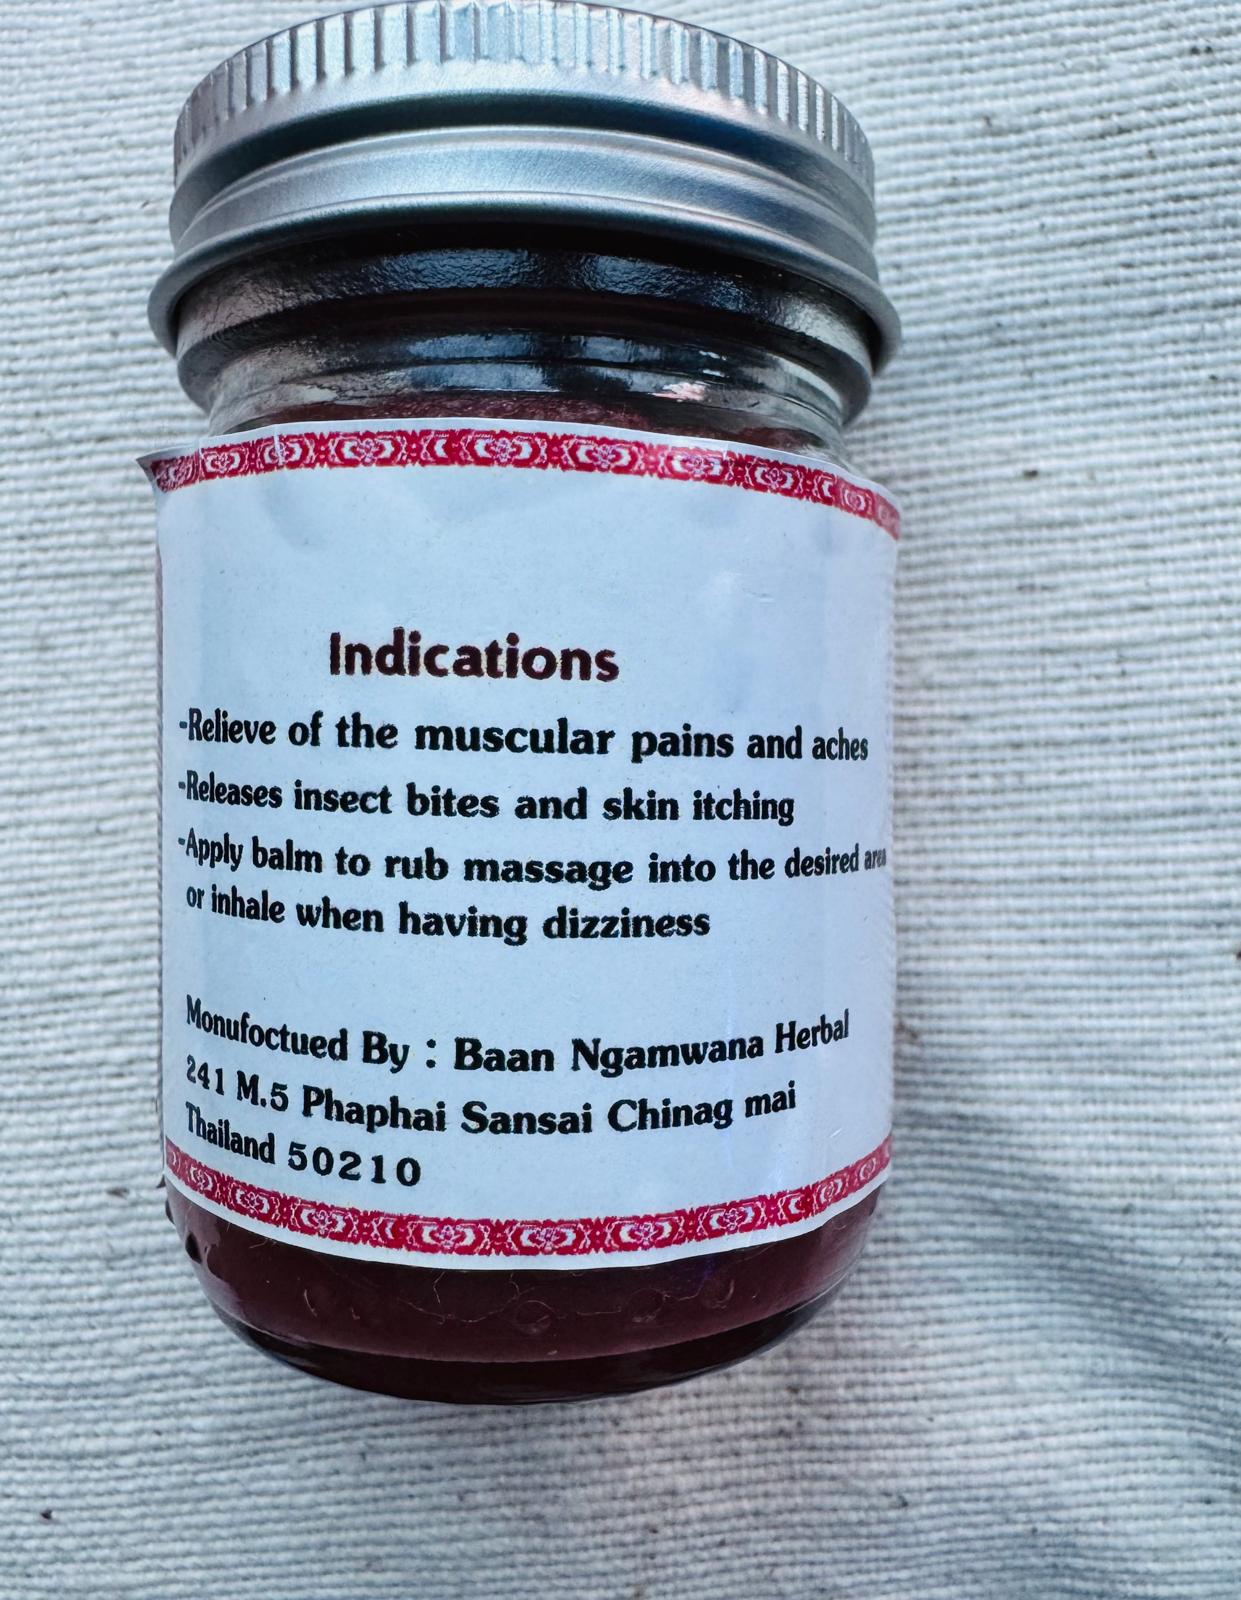 Indications
-Relieve of the muscular pains and aches
-Releases insect bites and skin itching
-Apply balm to rub massage into the desired area
or inhale when having dizziness
Monufoctued By : Baan Ngamwana Herbal
241 M.5 Phaphai Sansai Chinag mai
Thailand 50210